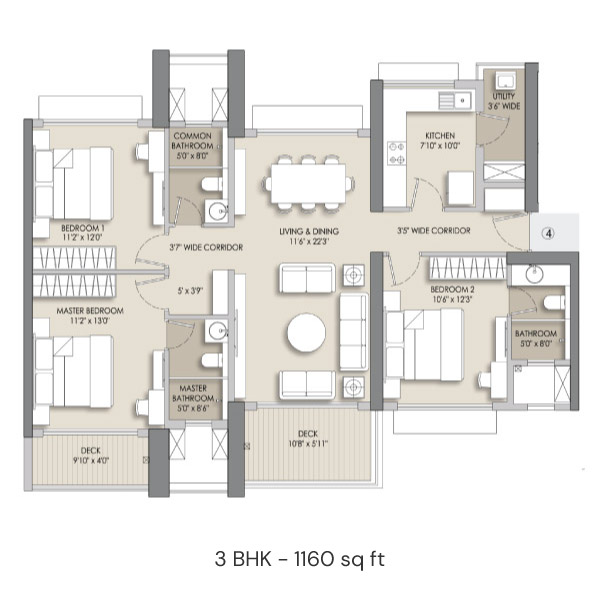 UTILITY
3'6" WIDE
COMMON
BATHROOM
5'0" x 8'0"
KITCHEN
7'10" x 10'0"
BEDROOM 1
11'2" x 12'0"
LIVING & DINING
11'6" x 22'3"
3'5" WIDE CORRIDOR
4
3'7" WIDE CORRIDOR
5' x 3'9"
BEDROOM 2
10'6" x 12'3"
MASTER BEDROOM
11'2" x 13'0"
BATHROOM
5'0" x 8'0"
MASTER
BATHROOM
5'0" x 8'6"
DECK
9'10" x 4'0"
DECK
10'8" x 5'11"
3 BHK - 1160 sq ft